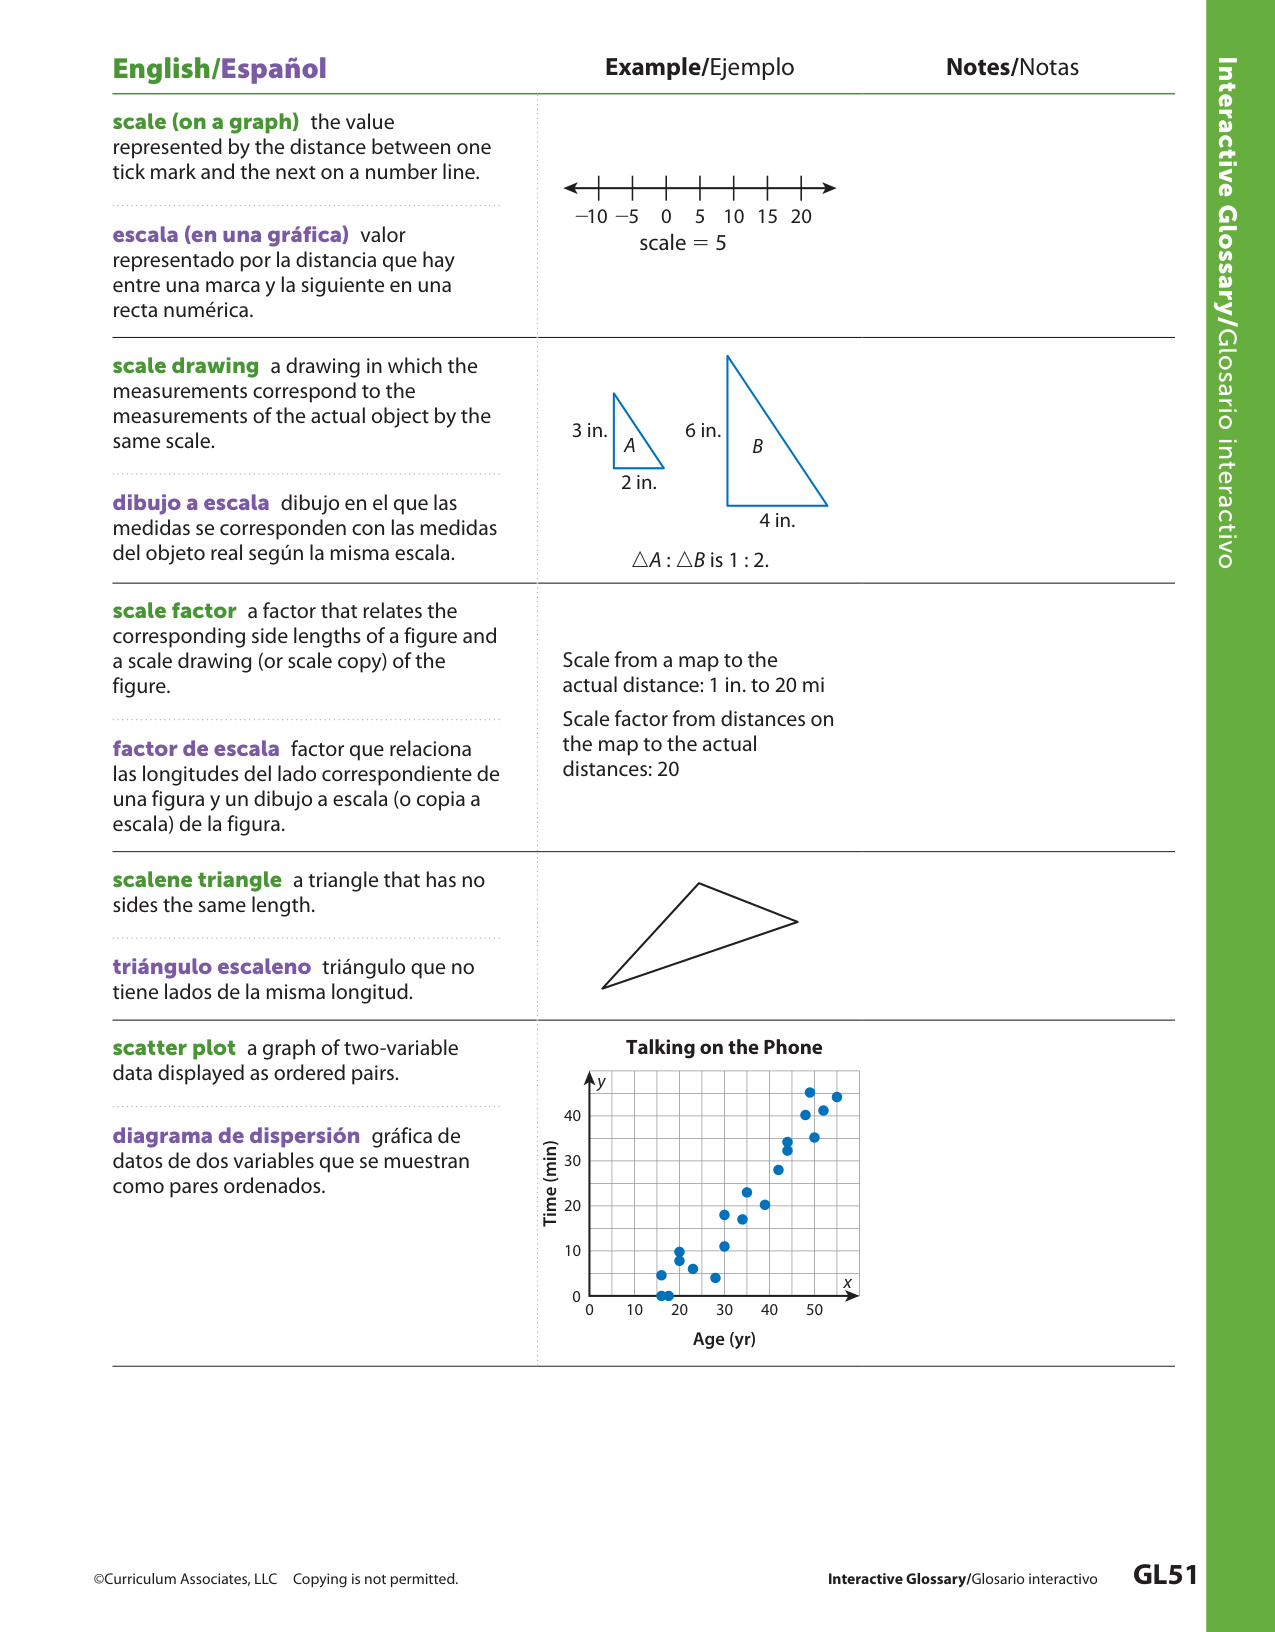 English/Español
Example/Ejemplo
Notes/Notas
scale (on a graph) the value
represented by the distance between one
tick mark and the next on a number line.
escala (en una gráfica) valor
representado por la distancia que hay
entre una marca y la siguiente en una
recta numérica.
−10 −5 0 5 10 15 20
scale = 5
scale drawing a drawing in which the
measurements correspond to the
measurements of the actual object by the
same scale.
dibujo a escala dibujo en el que las
medidas se corresponden con las medidas
del objeto real según la misma escala.
3 in.
A
2 in.
6 in.
B
4 in.
△A : △B is 1 : 2.
scale factor a factor that relates the
corresponding side lengths of a figure and
a scale drawing (or scale copy) of the
figure.
factor de escala factor que relaciona
las longitudes del lado correspondiente de
una figura y un dibujo a escala (o copia a
escala) de la figura.
Scale from a map to the
actual distance: 1 in. to 20 mi
Scale factor from distances on
the map to the actual
distances: 20
scalene triangle a triangle that has no
sides the same length.
triángulo escaleno triángulo que no
tiene lados de la misma longitud.
scatter plot a graph of two-variable
data displayed as ordered pairs.
diagrama de dispersión gráfica de
datos de dos variables que se muestran
como pares ordenados.
Talking on the Phone
y
40
30
20
10
0
Time (min)
x
0 10 20 30 40 50
Age (yr)
Interactive Glossary/Glosario interactivo
©Curriculum Associates, LLC Copying is not permitted.
Interactive Glossary/Glosario interactivo GL51